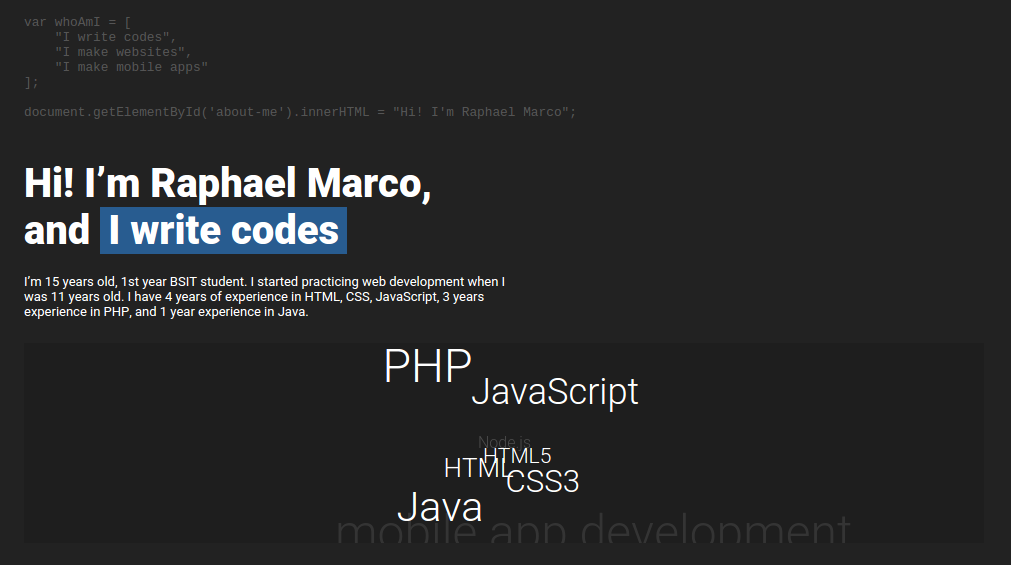 var whoAmI = [
    "I write codes",
    "I make websites",
    "I make mobile apps"
];
document.getElementById('about-me').innerHTML = "Hi! I'm Raphael Marco";
Hi! I’m Raphael Marco,
and I write codes
I’m 15 years old, 1st year BSIT student. I started practicing web development when I
was 11 years old. I have 4 years of experience in HTML, CSS, JavaScript, 3 years
experience in PHP, and 1 year experience in Java.
PHP
JavaScript
Node.js
HTML5
HTML
CSS3
Java
mobile app development